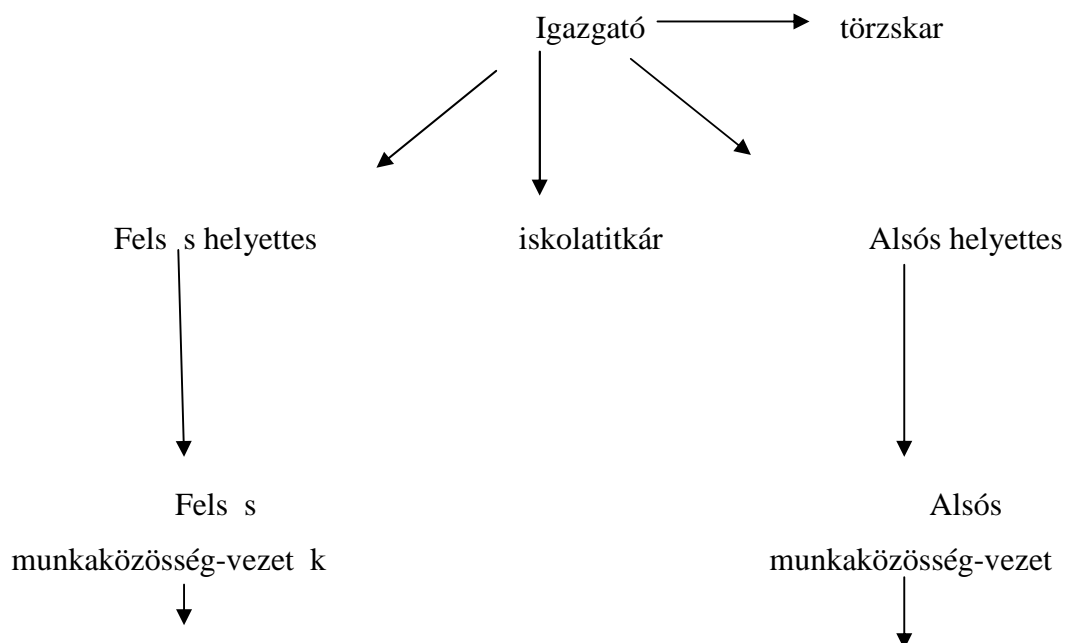 Igazgató törzskar
Fels s helyettes iskolatitkár Alsós helyettes
Fels s Alsós
munkaközösség-vezet k munkaközösség-vezet